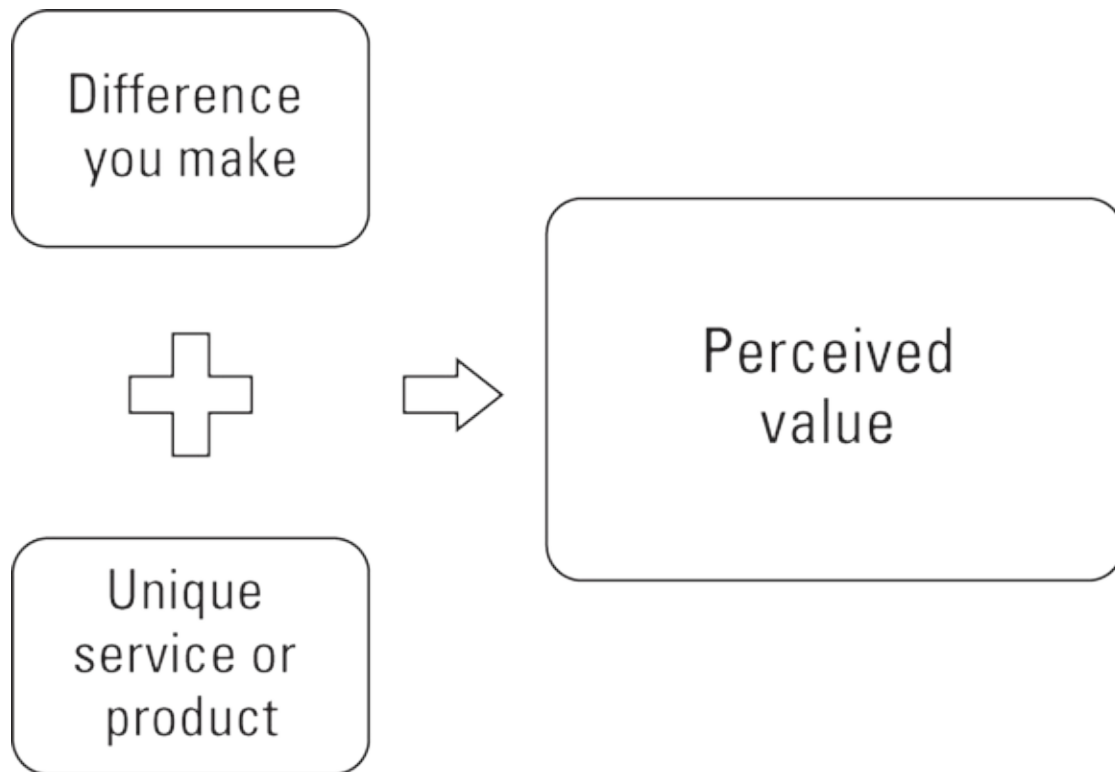 Difference
you make
Unique
service or
product
Perceived
value